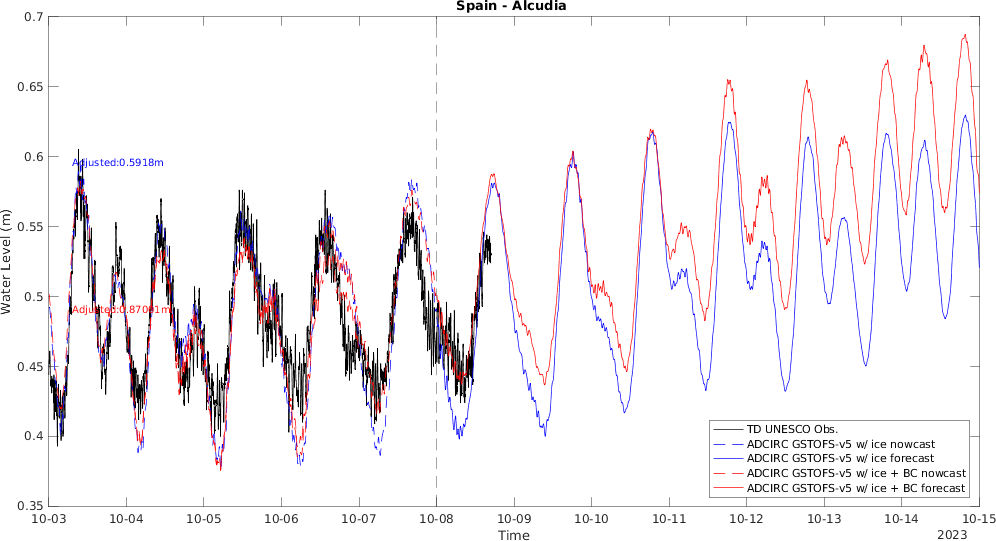 Spain - Alcudia
0.7
0.65
0.6
0.55
0.5
0.45
0.4
0.35
Water Level (m)
Adjusted:0.5918m
Adjusted:0.87091m
TD UNESCO Obs.
ADCIRC GSTOFS-v5 w/ ice nowcast
ADCIRC GSTOFS-v5 w/ ice forecast
ADCIRC GSTOFS-v5 w/ ice + BC nowcast
ADCIRC GSTOFS-v5 w/ ice + BC forecast
10-03 10-04 10-05 10-06 10-07 10-08 10-09 10-10 10-11 10-12 10-13 10-14 10-15
Time
2023